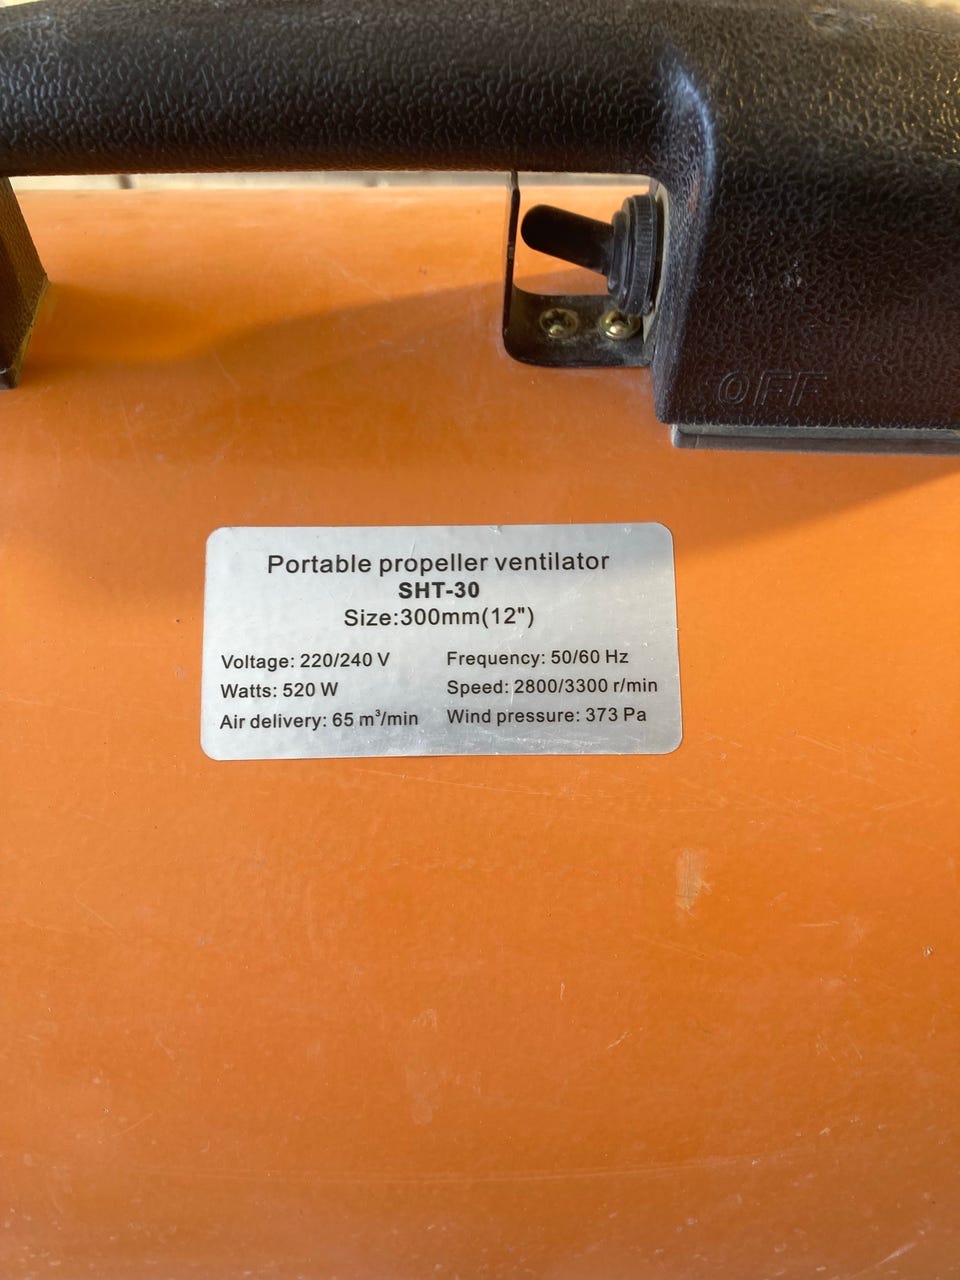 OFF
Portable propeller ventilator
SHT-30
Size:300mm(12")
Voltage: 220/240 V
Frequency: 50/60 Hz
Watts: 520 W
Speed: 2800/3300 r/min
Air delivery: 65 m³/min
Wind pressure: 373 Pa